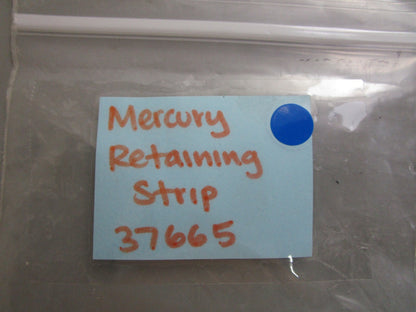 Mercury
Retaining
Strip
37665